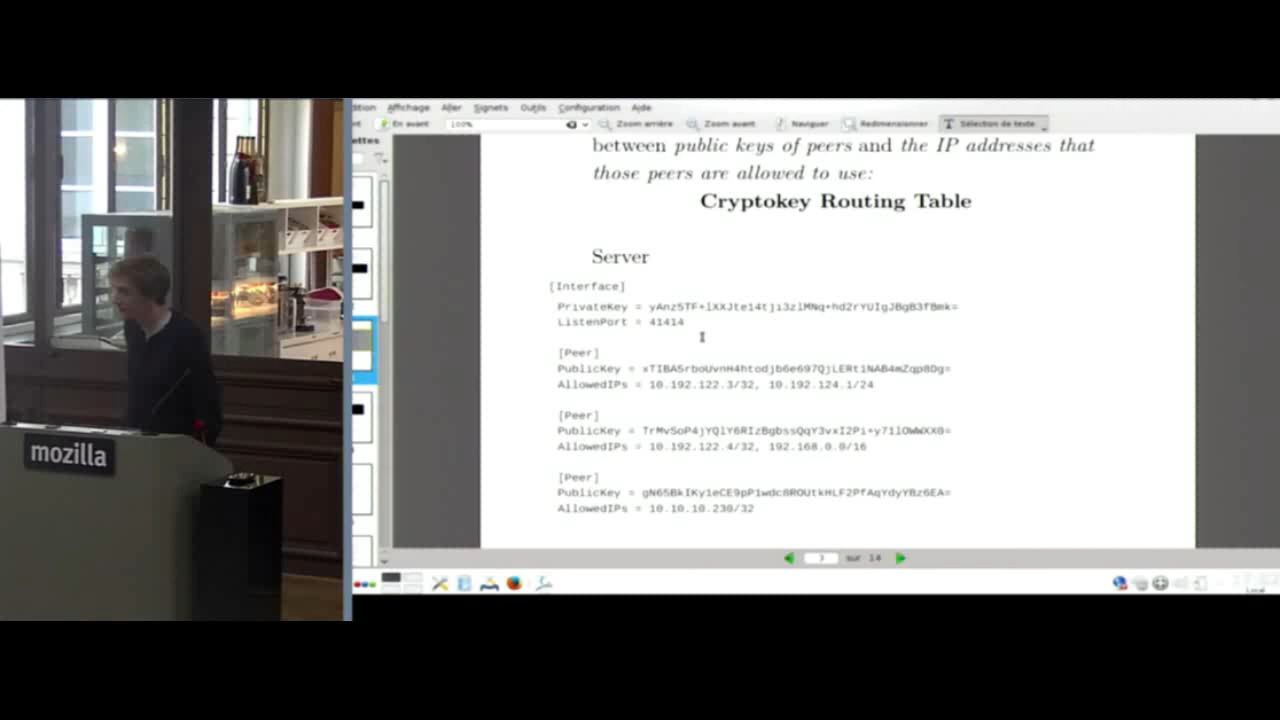 mozilla
Affichage Aller Signets Outils Configuration Aide
En avant 100% Zoom arrière Zoom avant Naviguer Redimensionner Sélection de texte
between public keys of peers and the IP addresses that
those peers are allowed to use:
Cryptokey Routing Table
Server
[Interface]
PrivateKey = yAnz5TF+lXXJte14tji3zlMNq+hd2rYUIgJBgB3fBmk=
ListenPort = 41414
[Peer]
PublicKey = xTIBA5rboUvnH4htodjb6e697QjLERt1NAB4mZqp8Dg=
AllowedIPs = 10.192.122.3/32, 10.192.124.1/24
[Peer]
PublicKey = TrMvSoP4jYQlY6RIzBgbssQqY3vxI2Pi+y71lOWWXX0=
AllowedIPs = 10.192.122.4/32, 192.168.0.0/16
[Peer]
PublicKey = gN65BkIKy1eCE9pP1wdc8ROUtkHLF2PfAqYdyYBz6EA=
AllowedIPs = 10.10.10.230/32
3 sur 14